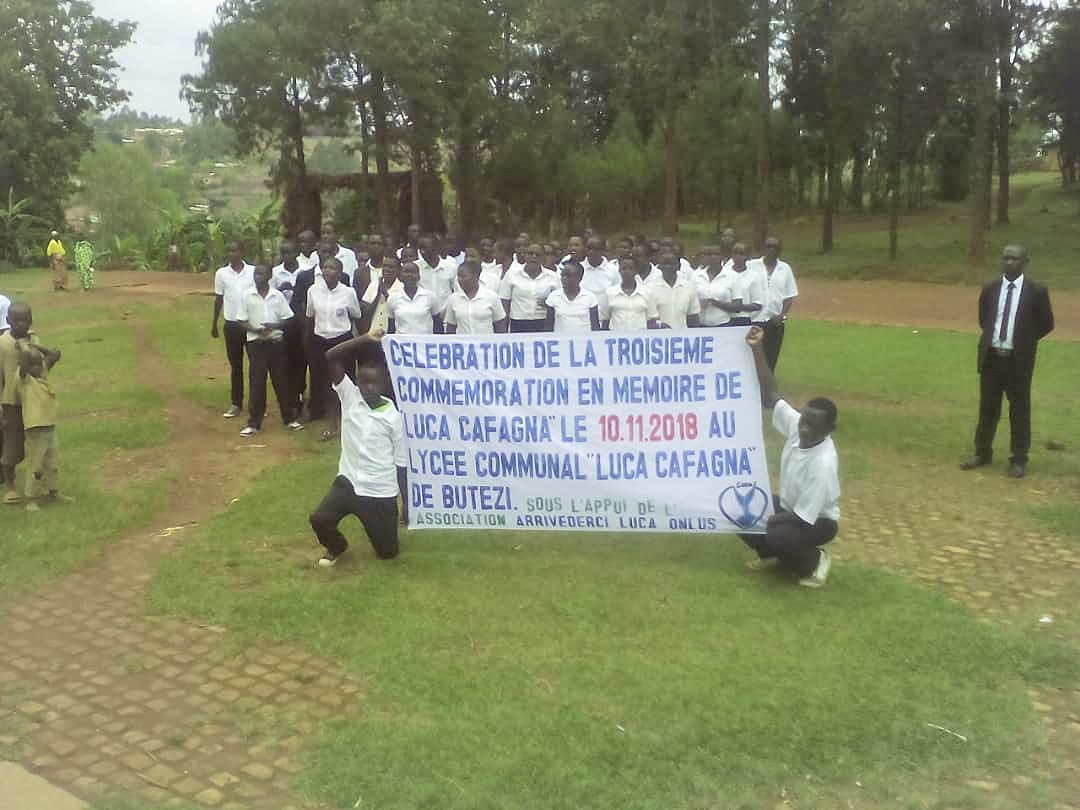 CELEBRATION DE LA TROISIEME
COMMEMORATION EN MEMOIRE DE
LUCA CAFAGNA" LE 10.11.2018 AU
LYCEE COMMUNAL "LUCA CAFAGNA"
DE BUTEZI. SOUS L'APPUI DE L'
ASSOCIATION ARRIVEDERCI LUCA ONLUS